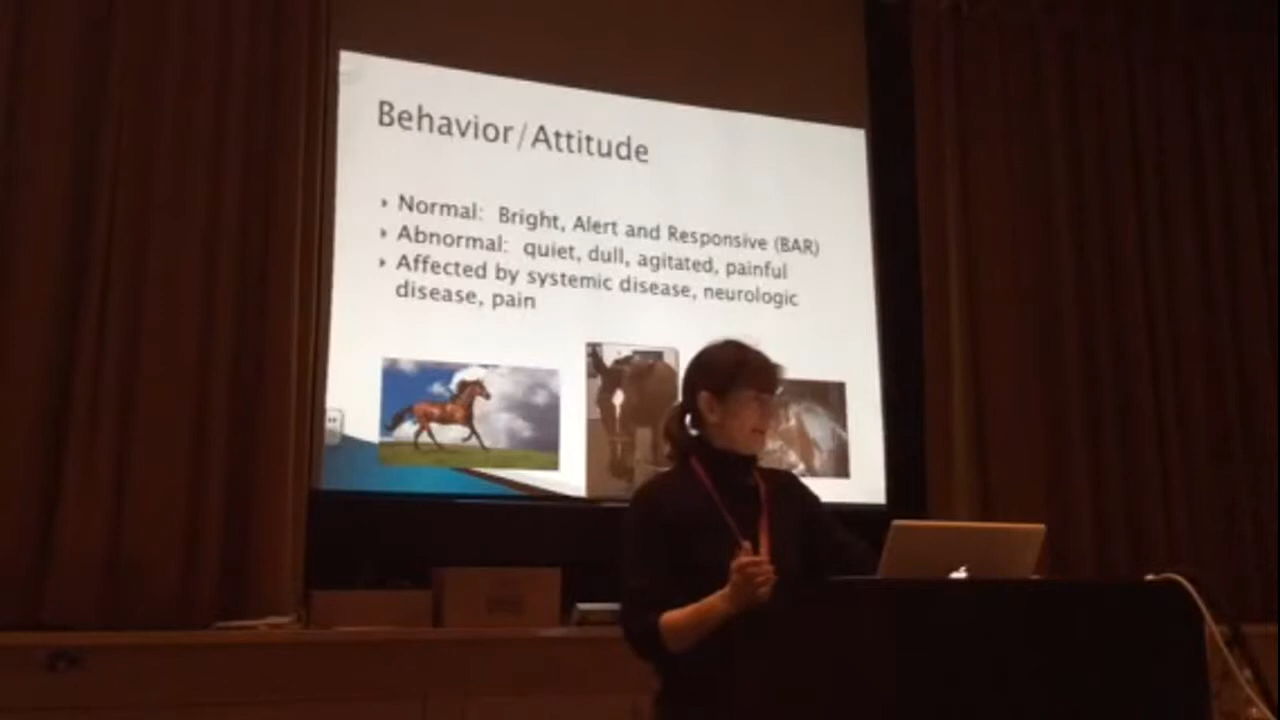 Behavior/Attitude
Normal: Bright, Alert and Responsive (BAR)
Abnormal: quiet, dull, agitated, painful
Affected by systemic disease, neurologic
disease, pain